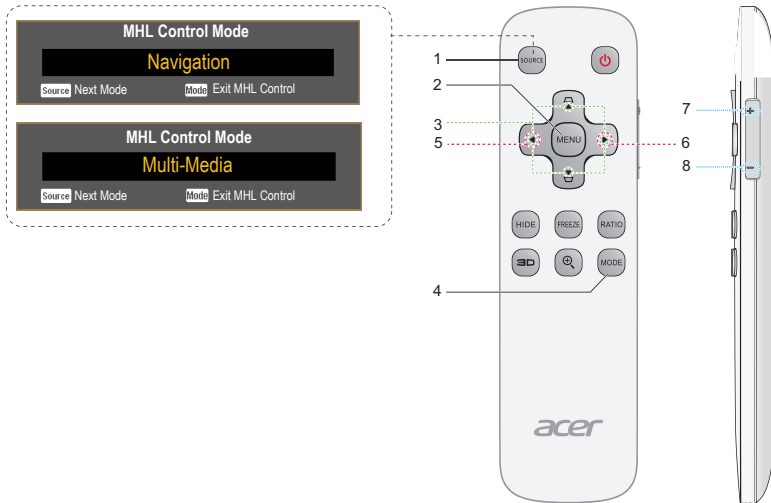 MHL Control Mode
Navigation
Source Next Mode Mode Exit MHL Control
MHL Control Mode
Multi-Media
Source Next Mode Mode Exit MHL Control
1
SOURCE
2
3
5
MENU
6
7
+
8
−
HIDE FREEZE RATIO
3D MODE
4
acer